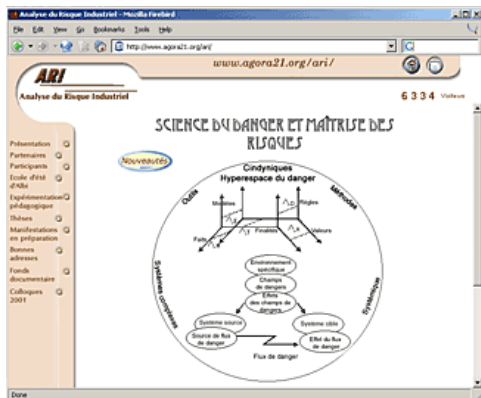 Analyse du Risque Industriel - Mozilla Firebird
File Edit View Go Bookmarks Tools Help
http://www.agora21.org/ari/
www.agora21.org/ari/
ARI
Analyse du Risque Industriel
6 3 3 4 Visiteurs
Présentation
Partenaires
Participants
Ecole d'été
d'Albi
Expérimentation
pédagogique
Thèses
Manifestations
en préparation
Bonnes
adresses
Fonds
documentaire
Colloques
2001
SCIENCE DU DANGER ET MAÎTRISE DES
RISQUES
Nouveautés
Cindyniques
Hyperespace du danger
Outils
Méthodes
Modèles
Règles
Faits
Finalités
Valeurs
Systèmes complexes
Systémique
Environnement
spécifique
Champs
de dangers
Effets
des champs de
dangers
Système source
Source de flux
de danger
Système cible
Effet du flux
de danger
Flux de danger
Done